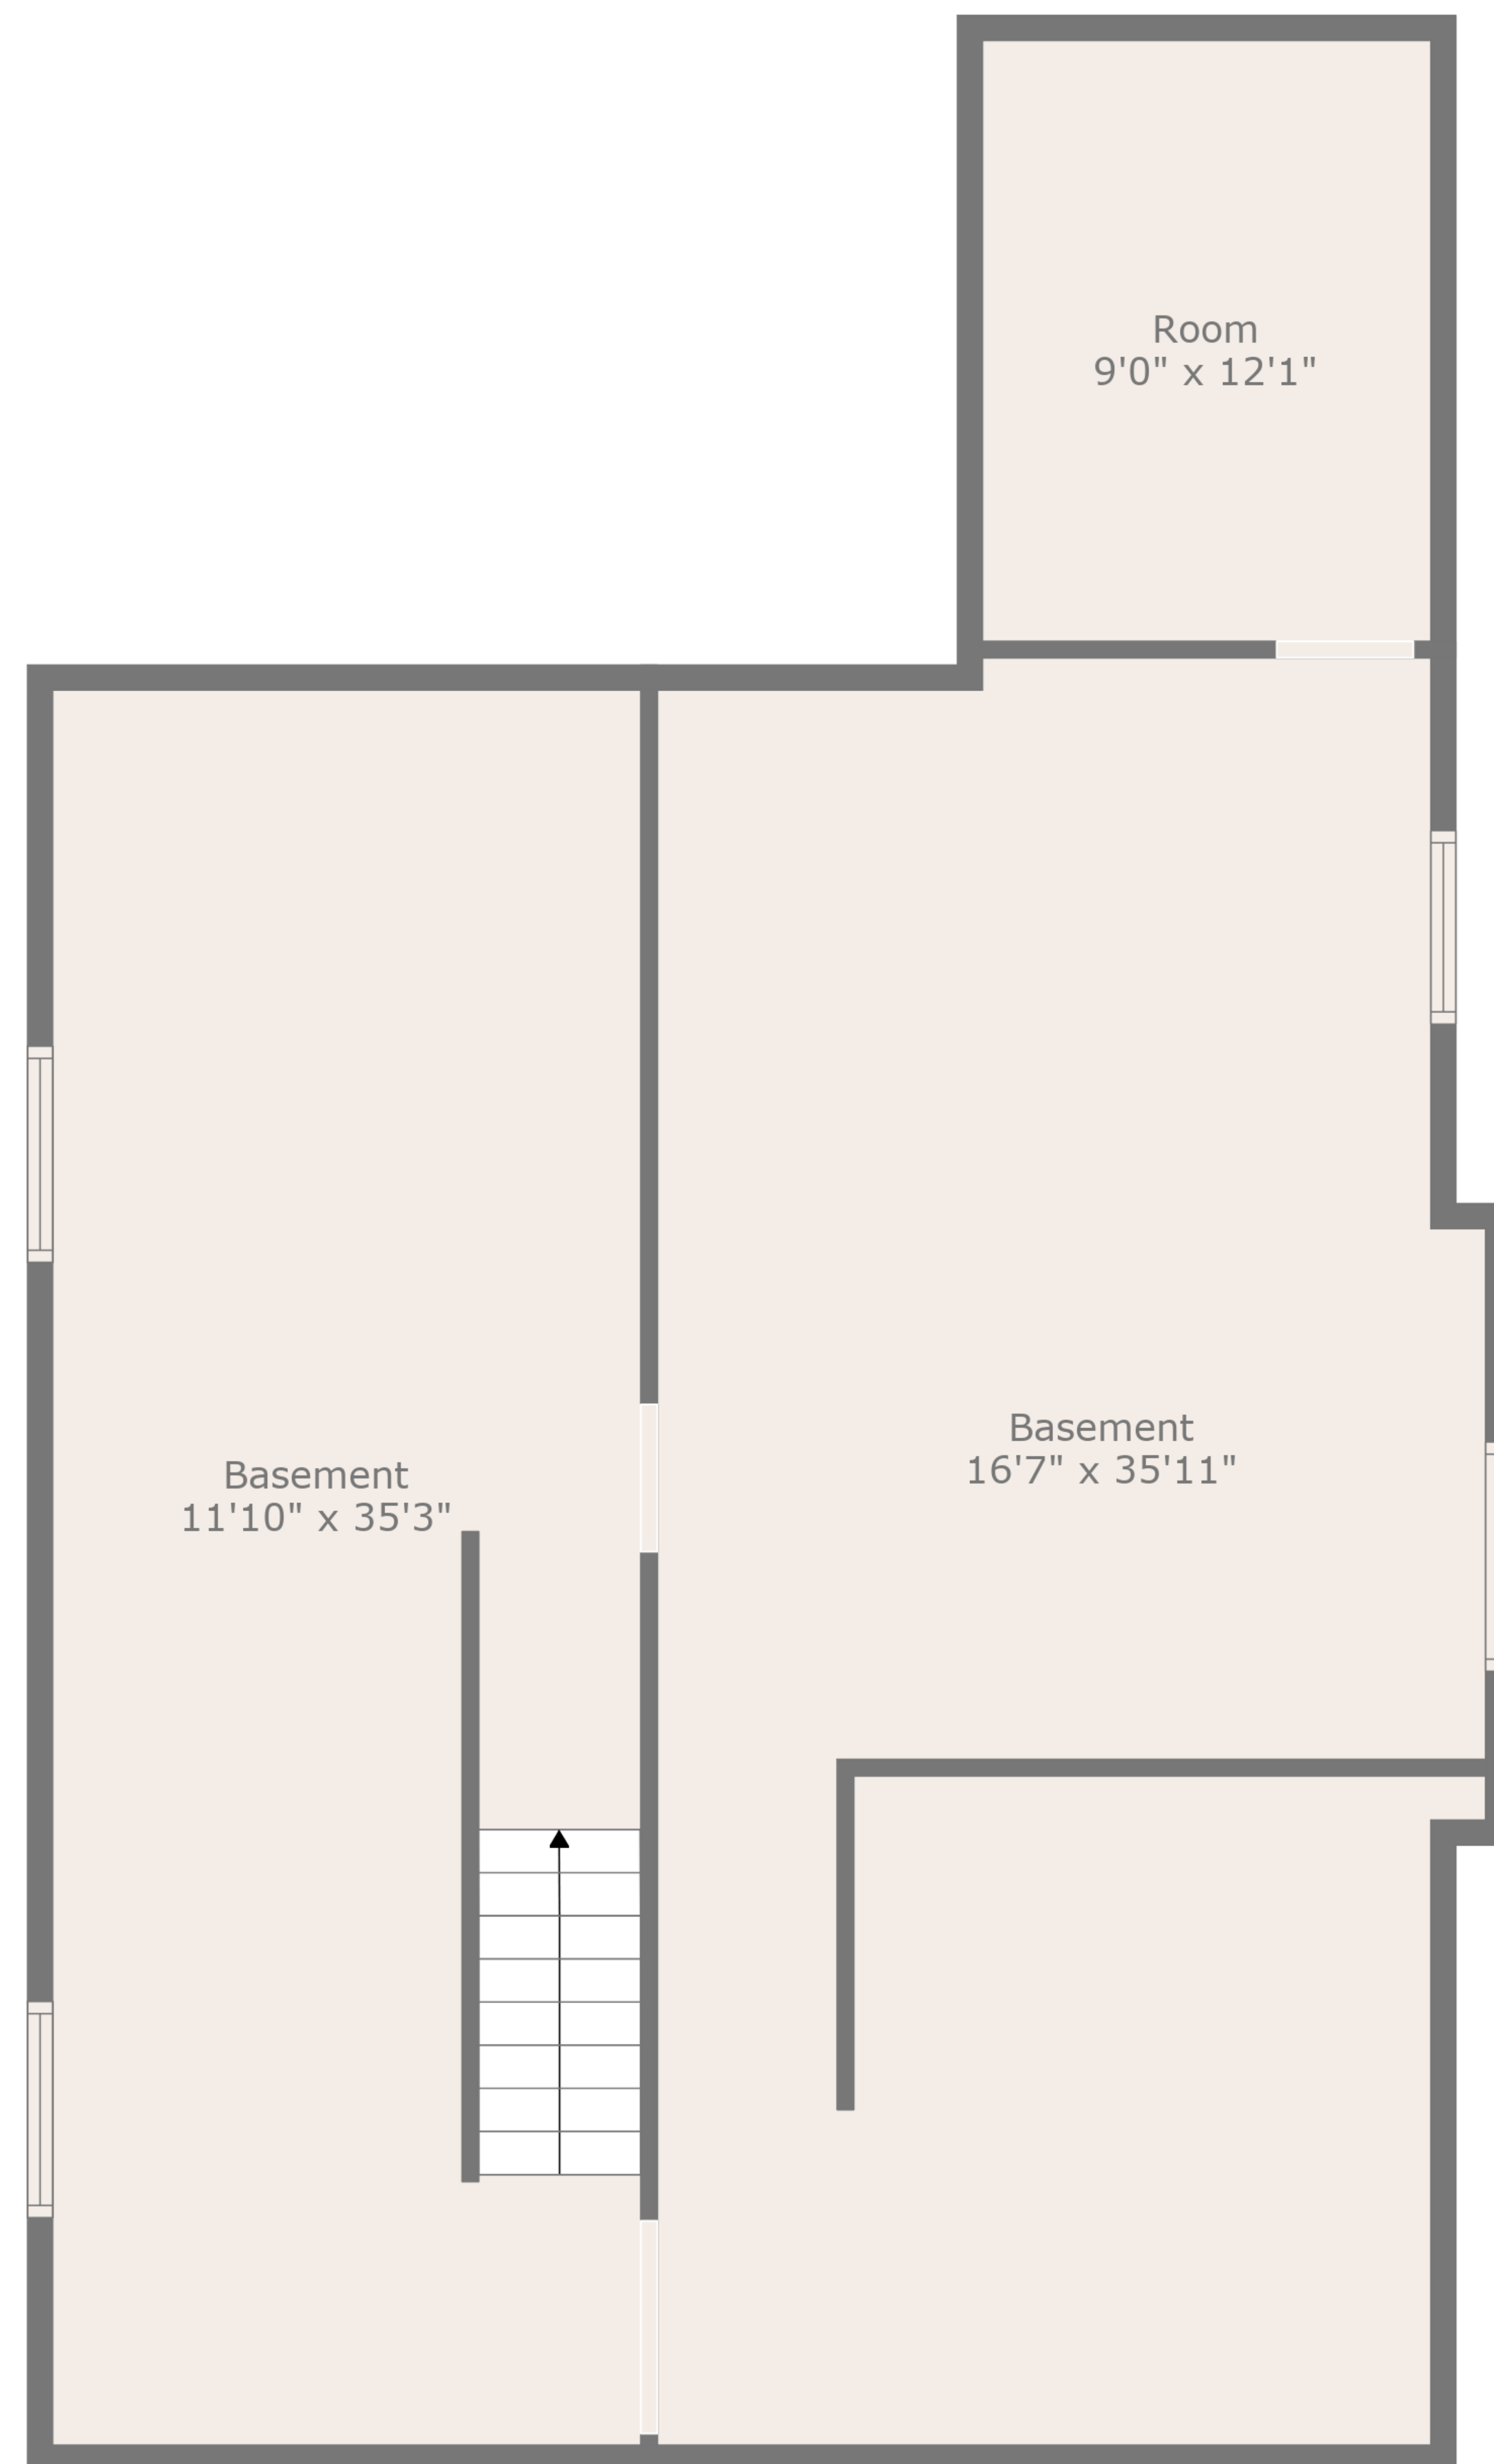 Room
9'0" x 12'1"
Basement
16'7" x 35'11"
Basement
11'10" x 35'3"